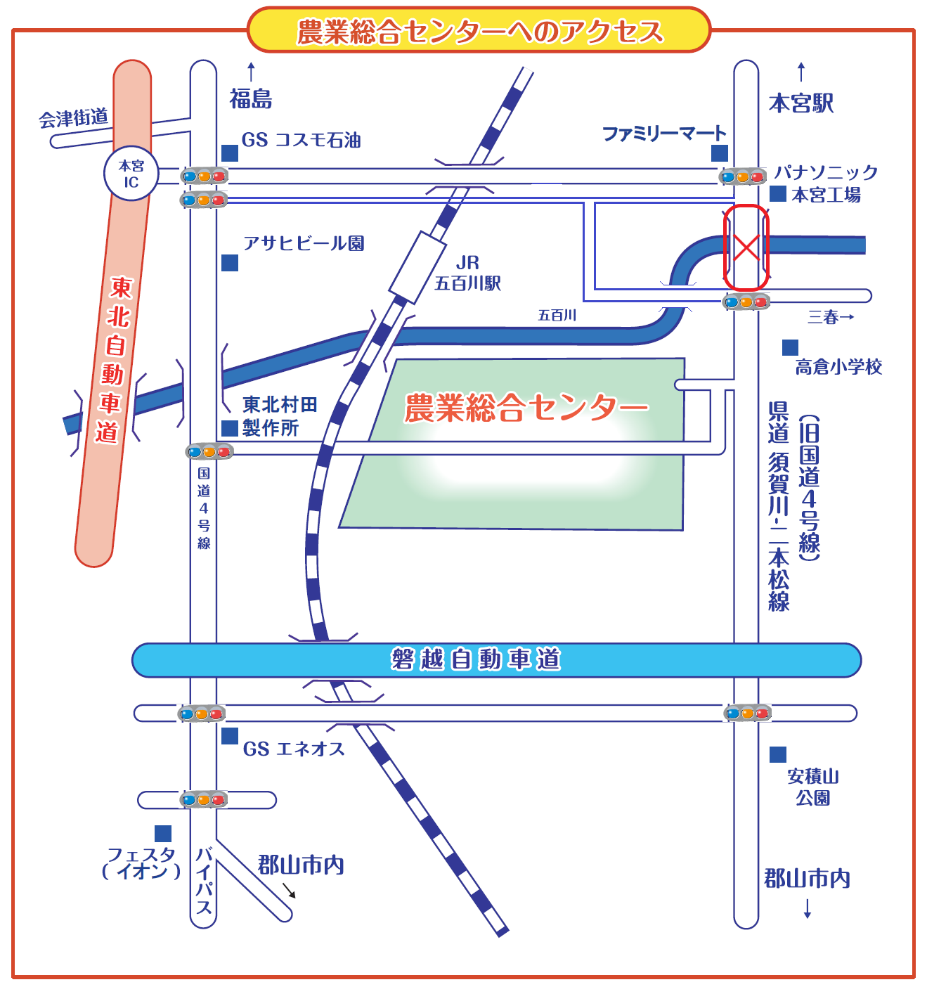 農業総合センターへのアクセス
福島
本宮駅
会津街道
GS コスモ石油
ファミリーマート
本宮
IC
パナソニック
本宮工場
アサヒビール園
JR
五百川駅
東北自動車道
五百川
三春→
高倉小学校
東北村田
製作所
農業総合センター
国道4号線
県道 須賀川-二本松線
(旧国道4号線)
磐越自動車道
GS エネオス
安積山
公園
フェスタ
(イオン)
バイパス
郡山市内
郡山市内